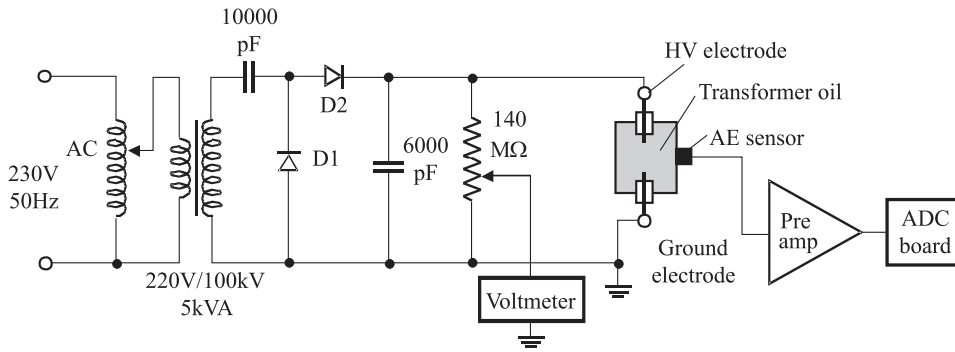 10000
pF
HV electrode
D2
Transformer oil
140
MΩ
AE sensor
AC
6000
pF
D1
230V
50Hz
Pre
amp
ADC
board
Ground
electrode
220V/100kV
5kVA
Voltmeter